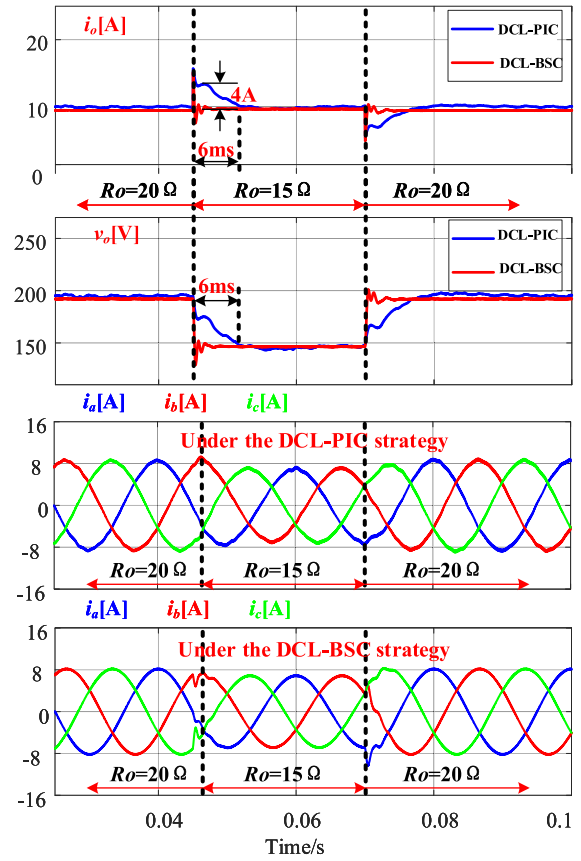 i_o[A]
25
20
10
0
DCL-PIC
DCL-BSC
4A
6ms
Ro=20 Ω
Ro=15 Ω
Ro=20 Ω
v_o[V]
250
200
150
DCL-PIC
DCL-BSC
6ms
i_a[A] i_b[A] i_c[A]
16
8
0
-8
-16
Under the DCL-PIC strategy
Ro=20 Ω
Ro=15 Ω
Ro=20 Ω
i_a[A] i_b[A] i_c[A]
16
8
0
-8
-16
Under the DCL-BSC strategy
Ro=20 Ω
Ro=15 Ω
Ro=20 Ω
0.04 0.06 0.08 0.1
Time/s